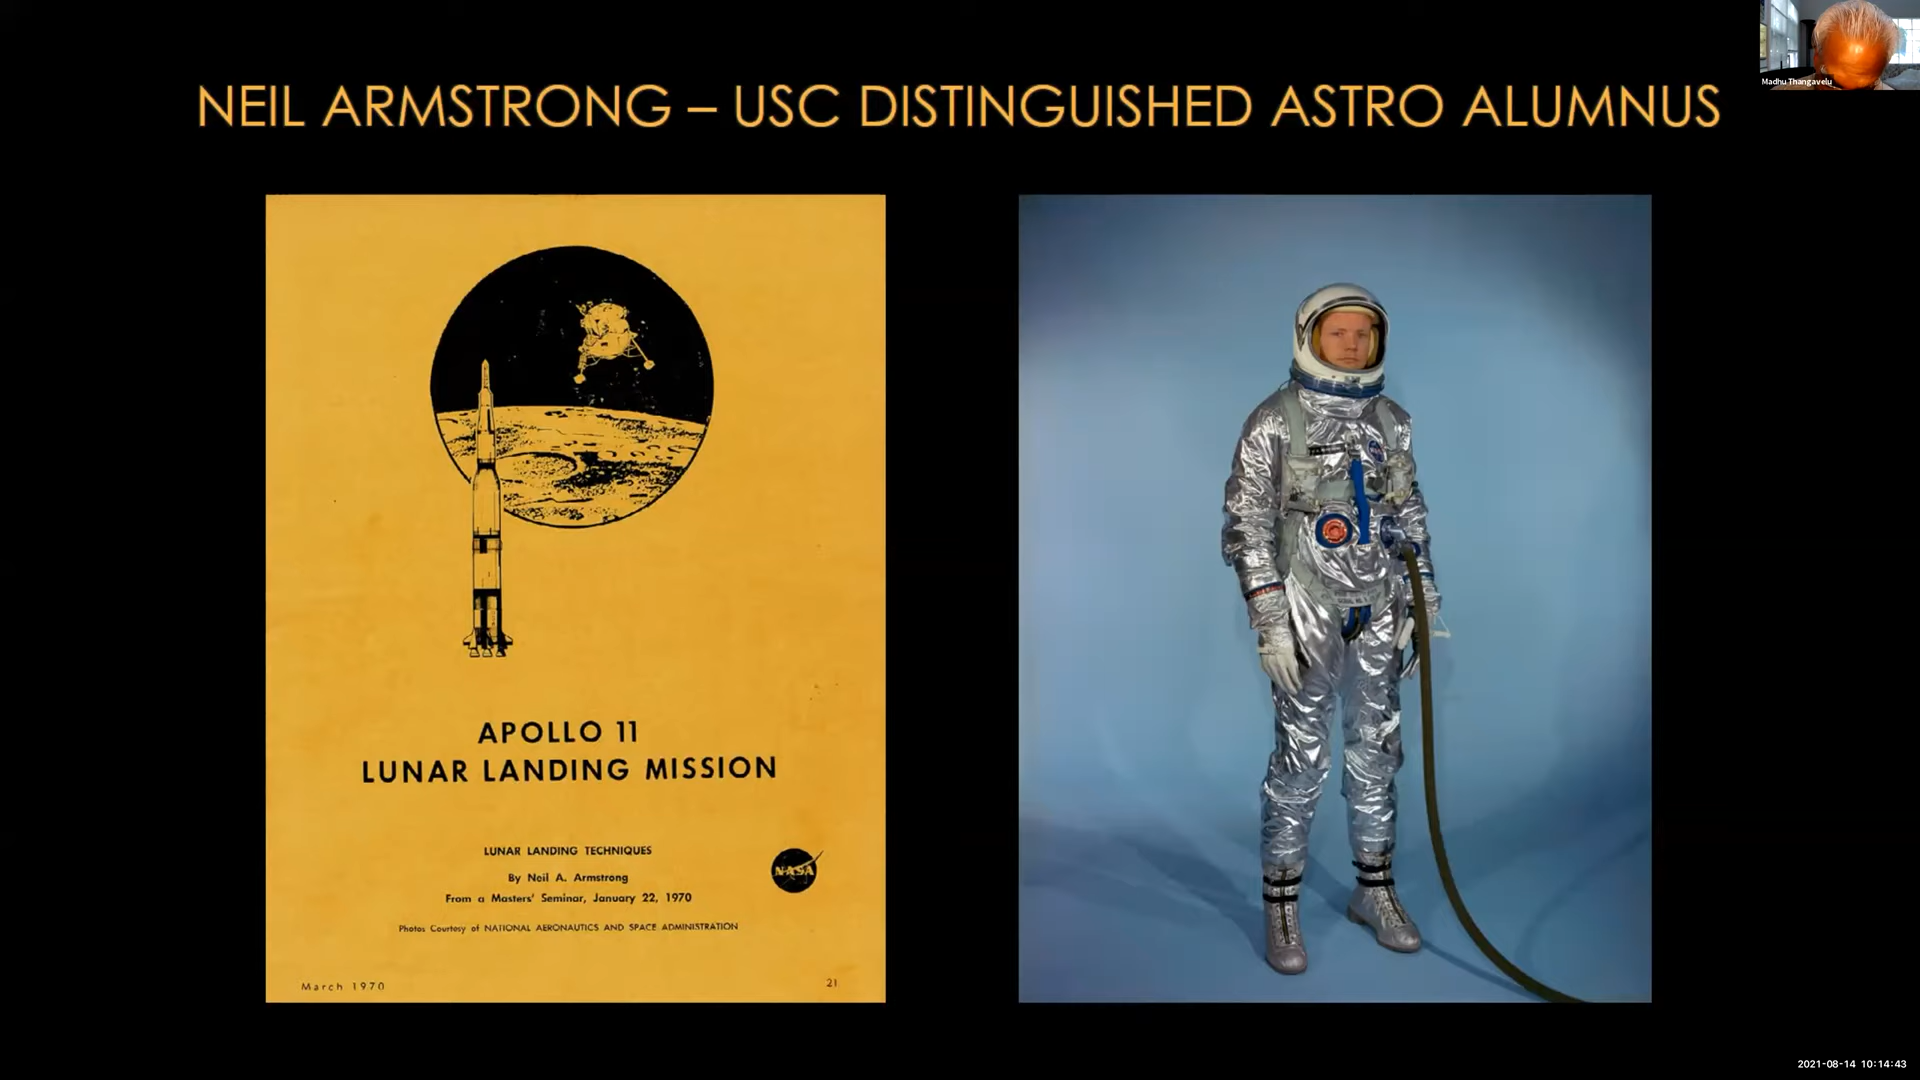 NEIL ARMSTRONG – USC DISTINGUISHED ASTRO ALUMNUS
Madhu Thangavelu
APOLLO 11
LUNAR LANDING MISSION
LUNAR LANDING TECHNIQUES
By Neil A. Armstrong
From a Masters' Seminar, January 22, 1970
NASA
Photos Courtesy of NATIONAL AERONAUTICS AND SPACE ADMINISTRATION
March 1970
21
2021-08-14 10:14:43